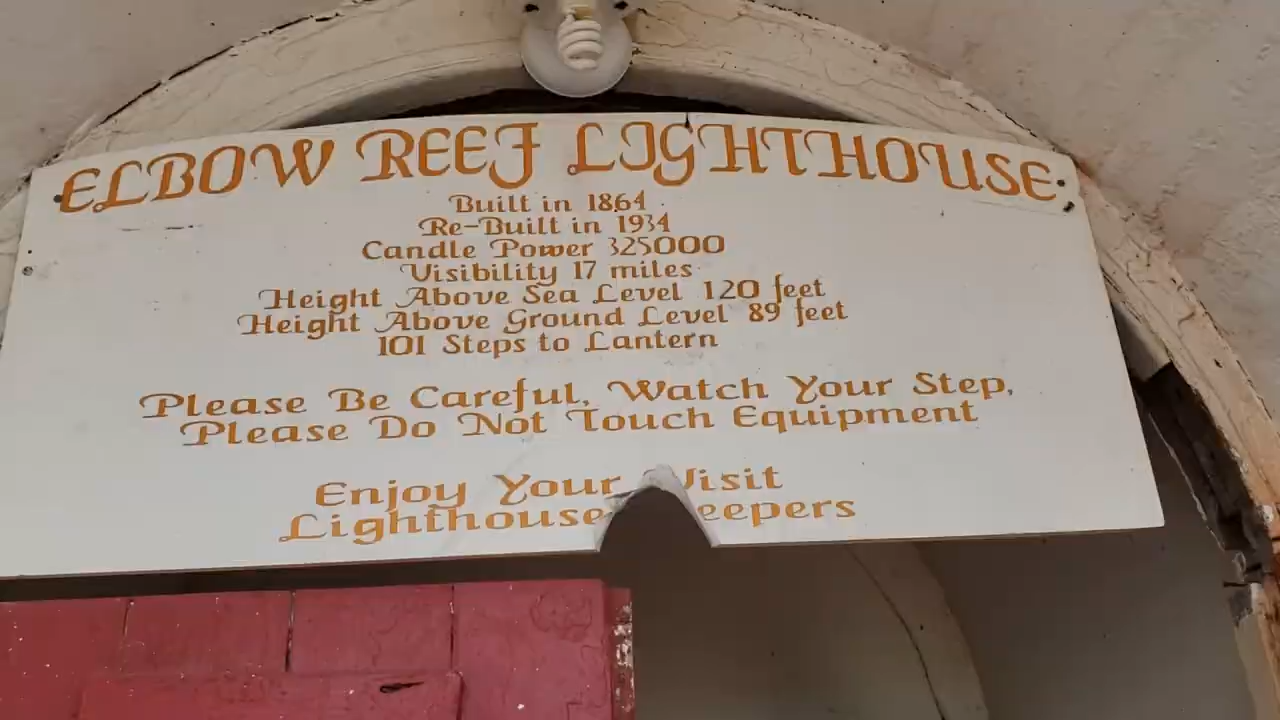 ELBOW REEF LIGHTHOUSE
Built in 1864
Re-Built in 1934
Candle Power 325000
Visibility 17 miles
Height Above Sea Level 120 feet
Height Above Ground Level 89 feet
101 Steps to Lantern
Please Be Careful, Watch Your Step,
Please Do Not Touch Equipment
Enjoy Your Visit
Lighthouse eepers